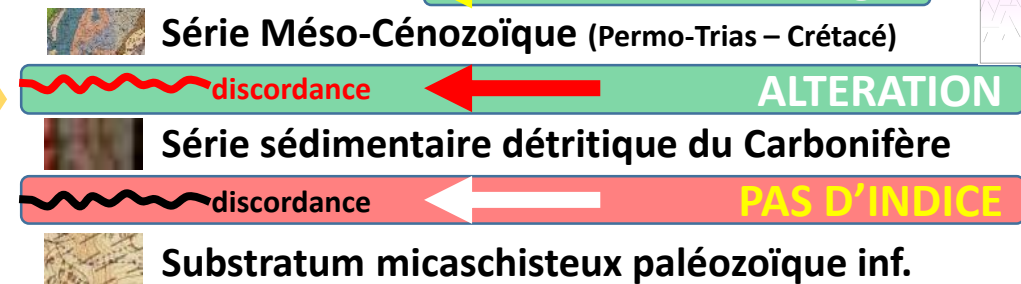 Série Méso-Cénozoïque (Permo-Trias – Crétacé)
discordance ALTERATION
Série sédimentaire détritique du Carbonifère
discordance PAS D’INDICE
Substratum micaschisteux paléozoïque inf.